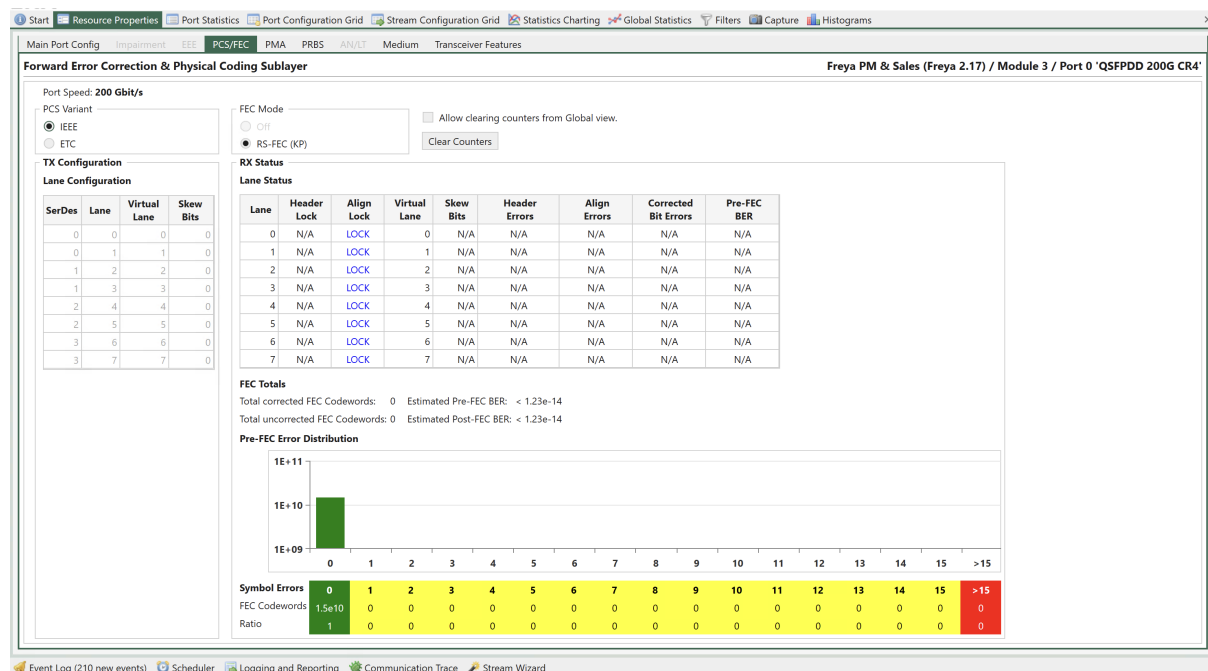 Start Resource Properties Port Statistics Port Configuration Grid Stream Configuration Grid Statistics Charting Global Statistics Filters Capture Histograms
Main Port Config Impairment EEE PCS/FEC PMA PRBS AN/LT Medium Transceiver Features
Forward Error Correction & Physical Coding Sublayer Freya PM & Sales (Freya 2.17) / Module 3 / Port 0 'QSFPDD 200G CR4'
Port Speed: 200 Gbit/s
PCS Variant
IEEE
ETC
FEC Mode
Off
RS-FEC (KP)
Allow clearing counters from Global view.
Clear Counters
TX Configuration
Lane Configuration
SerDes Lane Virtual Lane Skew Bits
0 0 0 0
0 1 1 0
1 2 2 0
1 3 3 0
2 4 4 0
2 5 5 0
3 6 6 0
3 7 7 0
RX Status
Lane Status
Lane Header Lock Align Lock Virtual Lane Skew Bits Header Errors Align Errors Corrected Bit Errors Pre-FEC BER
0 N/A LOCK 0 N/A N/A N/A N/A N/A
1 N/A LOCK 1 N/A N/A N/A N/A N/A
2 N/A LOCK 2 N/A N/A N/A N/A N/A
3 N/A LOCK 3 N/A N/A N/A N/A N/A
4 N/A LOCK 4 N/A N/A N/A N/A N/A
5 N/A LOCK 5 N/A N/A N/A N/A N/A
6 N/A LOCK 6 N/A N/A N/A N/A N/A
7 N/A LOCK 7 N/A N/A N/A N/A N/A
FEC Totals
Total corrected FEC Codewords: 0 Estimated Pre-FEC BER: < 1.23e-14
Total uncorrected FEC Codewords: 0 Estimated Post-FEC BER: < 1.23e-14
Pre-FEC Error Distribution
1E+11
1E+10
1E+09
0 1 2 3 4 5 6 7 8 9 10 11 12 13 14 15 >15
Symbol Errors 0 1 2 3 4 5 6 7 8 9 10 11 12 13 14 15 >15
FEC Codewords 1.5e10 0 0 0 0 0 0 0 0 0 0 0 0 0 0 0 0
Ratio 1 0 0 0 0 0 0 0 0 0 0 0 0 0 0 0 0
Event Log (210 new events) Scheduler Logging and Reporting Communication Trace Stream Wizard